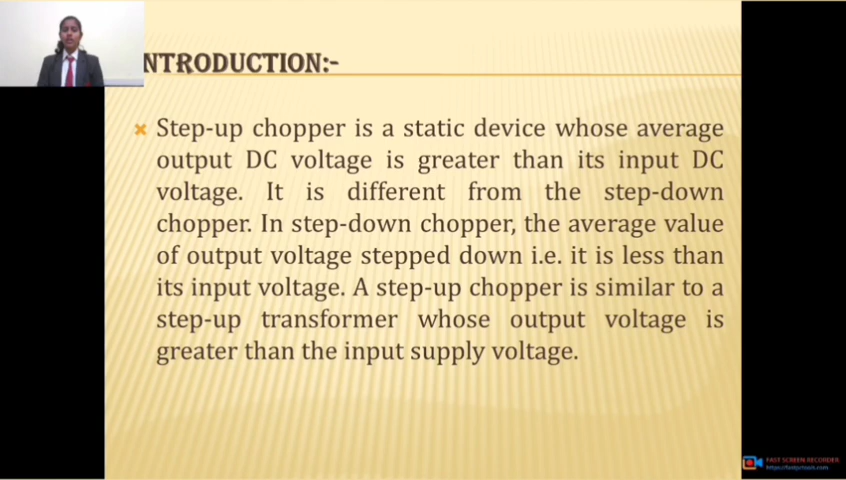 NTRODUCTION:-
Step-up chopper is a static device whose average
output DC voltage is greater than its input DC
voltage. It is different from the step-down
chopper. In step-down chopper, the average value
of output voltage stepped down i.e. it is less than
its input voltage. A step-up chopper is similar to a
step-up transformer whose output voltage is
greater than the input supply voltage.
FAST SCREEN RECORDER